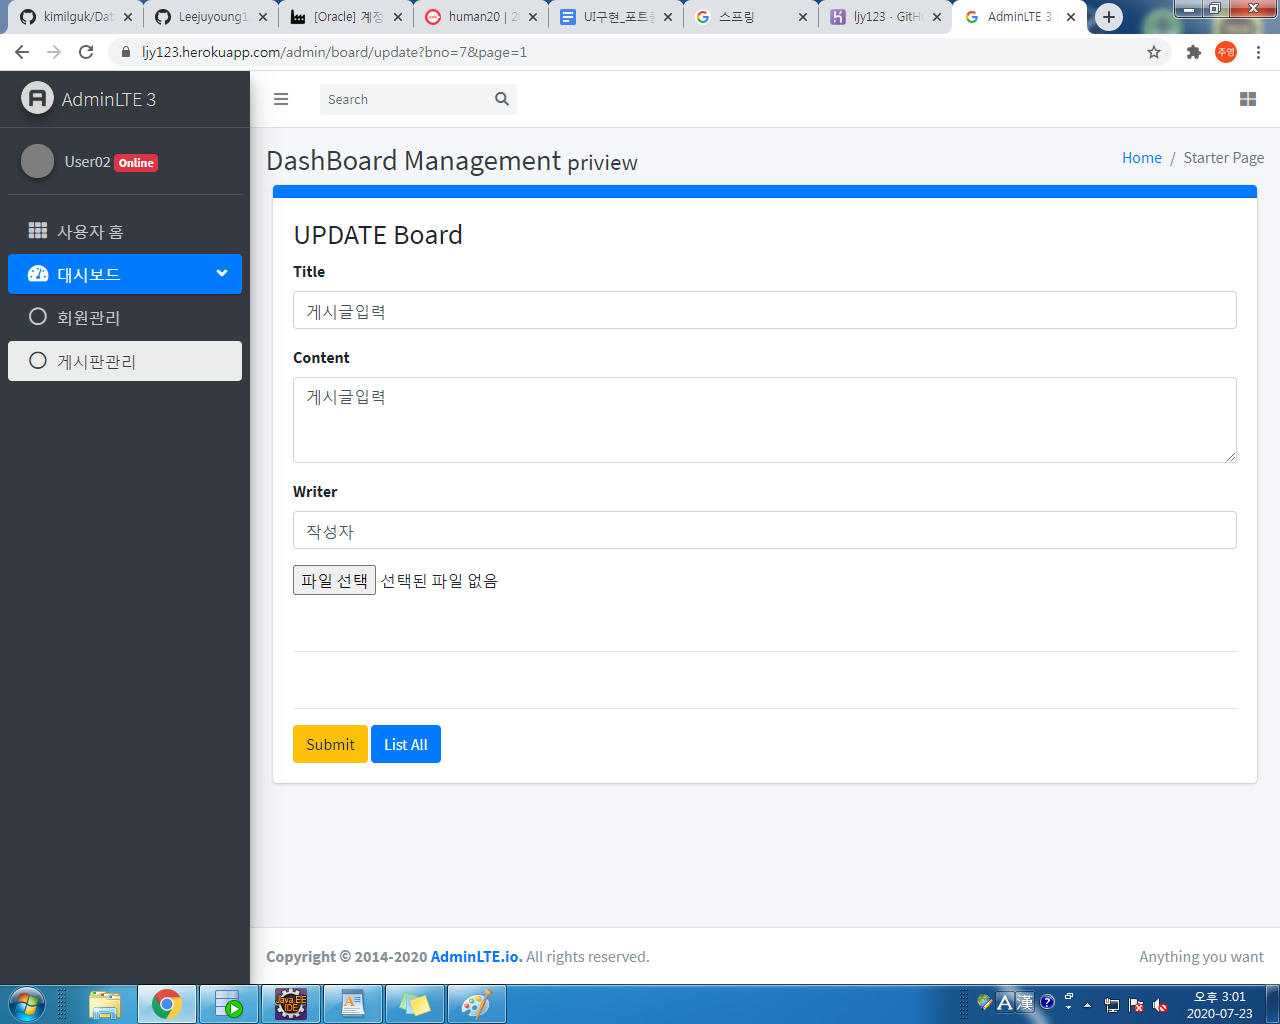 kimilguk/Dat
Leejuyoung1
[Oracle] 계정
human20 | 2
UI구현_포트폴
스프링
ljy123 · GitH
AdminLTE 3
ljy123.herokuapp.com/admin/board/update?bno=7&page=1
주영
AdminLTE 3
Search
User02 Online
DashBoard Management priview
Home / Starter Page
사용자 홈
대시보드
회원관리
게시판관리
UPDATE Board
Title
게시글입력
Content
게시글입력
Writer
작성자
파일 선택 선택된 파일 없음
Submit
List All
Copyright © 2014-2020 AdminLTE.io. All rights reserved.
Anything you want
Java EE
IDE
A 漢
오후 3:01
2020-07-23